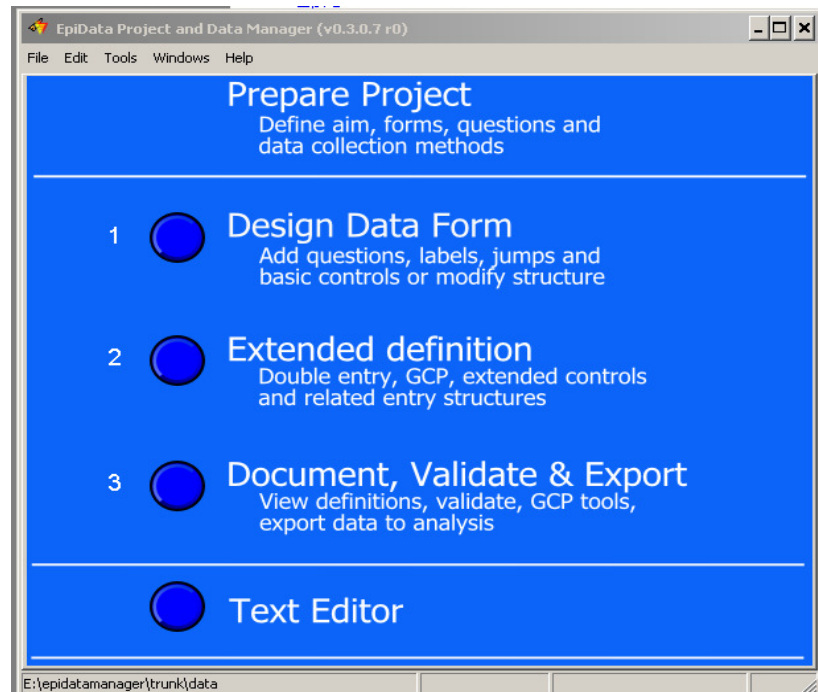 EpiData Project and Data Manager (v0.3.0.7 r0)
File Edit Tools Windows Help
Prepare Project
Define aim, forms, questions and
data collection methods
1
Design Data Form
Add questions, labels, jumps and
basic controls or modify structure
2
Extended definition
Double entry, GCP, extended controls
and related entry structures
3
Document, Validate & Export
View definitions, validate, GCP tools,
export data to analysis
Text Editor
E:\epidatamanager\trunk\data